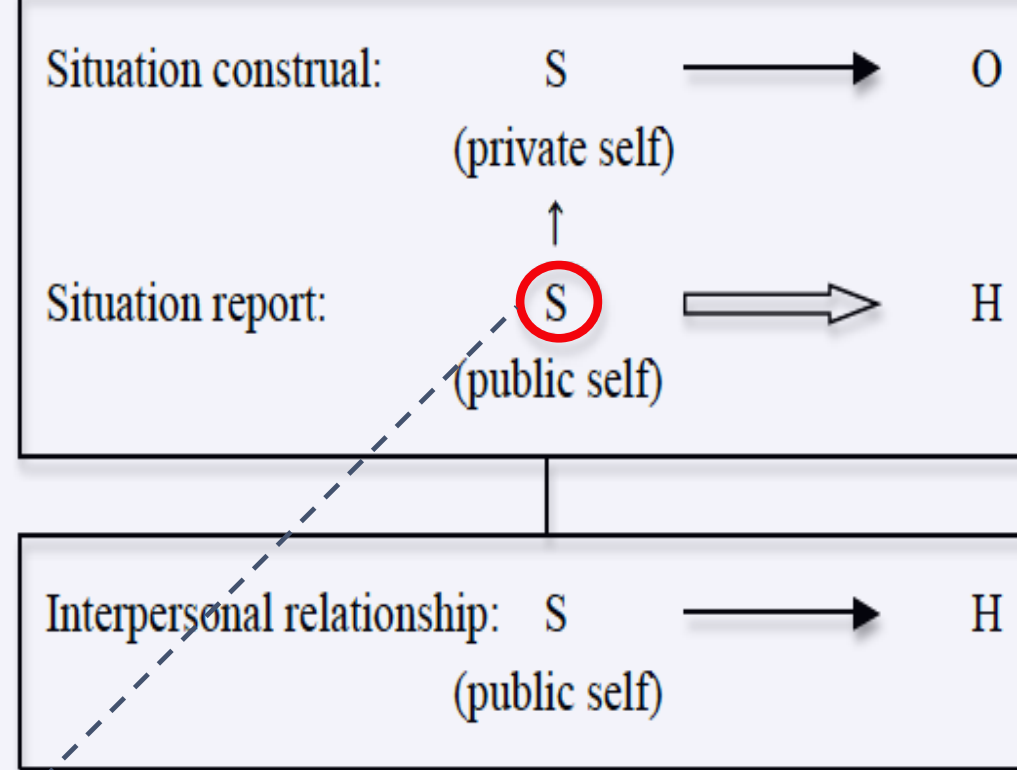 Situation construal: S O
(private self)
Situation report: S H
(public self)
Interpersonal relationship: S H
(public self)